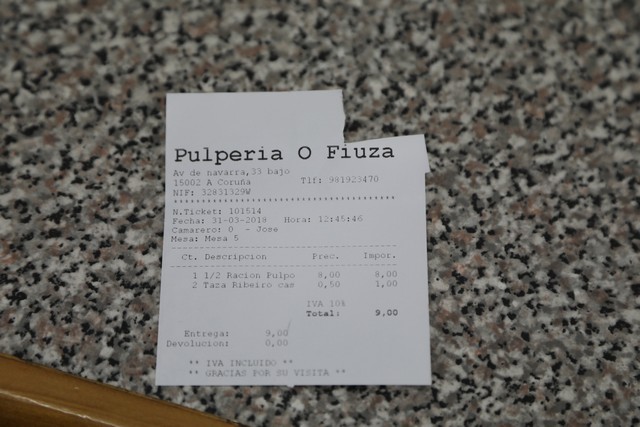 Pulperia O Fiuza
Av de navarra,33 bajo
15002 A Coruña Tlf: 981923470
NIF: 32831329W
N.Ticket: 101514
Fecha: 31-03-2018 Hora: 12:45:46
Camarero: 0 - Jose
Mesa: Mesa 5
Ct. Descripcion Prec. Impor.
1 1/2 Racion Pulpo 8,00 8,00
2 Taza Ribeiro cas 0,50 1,00
IVA 10%
Total: 9,00
Entrega: 9,00
Devolucion: 0,00
** IVA INCLUIDO **
** GRACIAS POR SU VISITA **